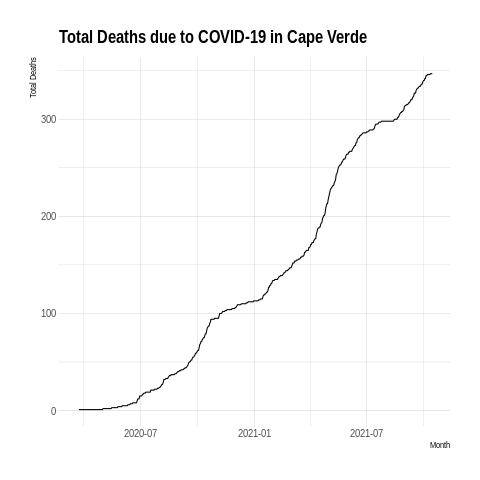 Total Deaths due to COVID-19 in Cape Verde
Total Deaths
300
200
100
0
2020-07
2021-01
2021-07
Month